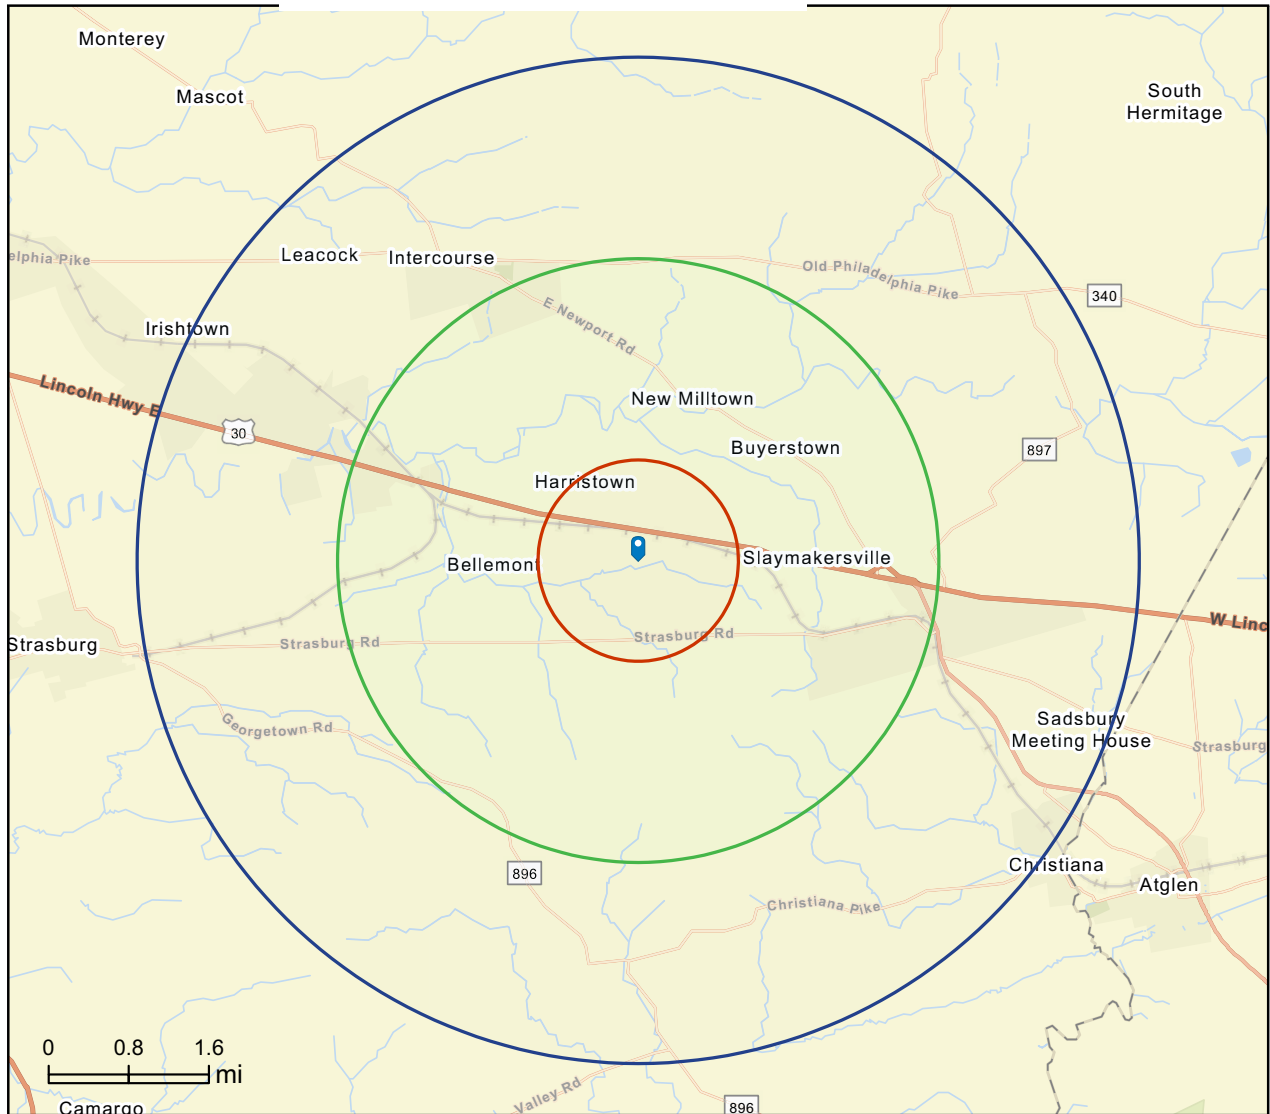 Monterey
Mascot
South
Hermitage
elphia Pike
Leacock
Intercourse
Old Philadelphia Pike
340
E Newport Rd
Irishtown
Lincoln Hwy E
30
New Milltown
Buyerstown
897
Harristown
Bellemont
Slaymakersville
W Linc
Strasburg
Strasburg Rd
Strasburg Rd
Georgetown Rd
Sadsbury
Meeting House
Strasburg
896
Christiana
Atglen
Christiana Pike
0 0.8 1.6
mi
Valley Rd
896
Camargo